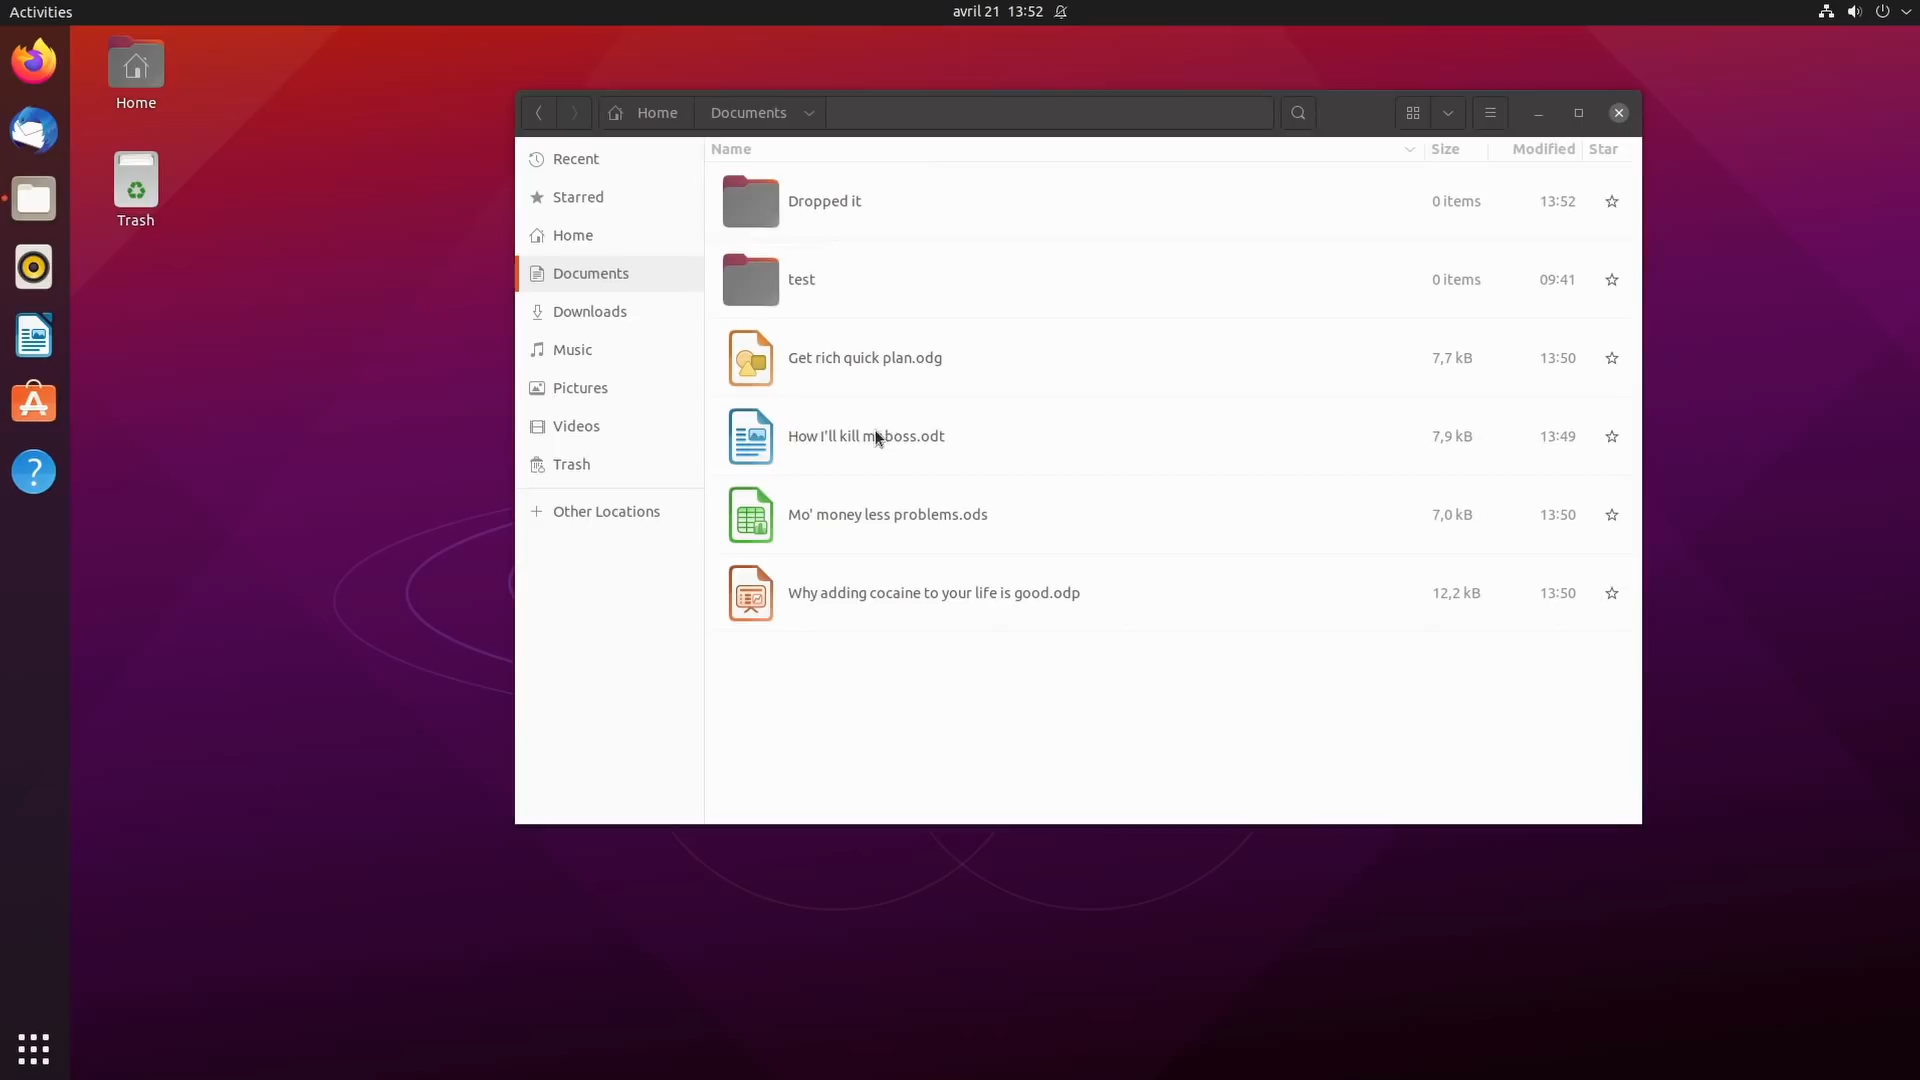 Activities
avril 21 13:52
Home
Trash
Home Documents
Recent
Starred
Home
Documents
Downloads
Music
Pictures
Videos
Trash
Other Locations
Name Size Modified Star
Dropped it 0 items 13:52
test 0 items 09:41
Get rich quick plan.odg 7,7 kB 13:50
How I'll kill my boss.odt 7,9 kB 13:49
Mo' money less problems.ods 7,0 kB 13:50
Why adding cocaine to your life is good.odp 12,2 kB 13:50